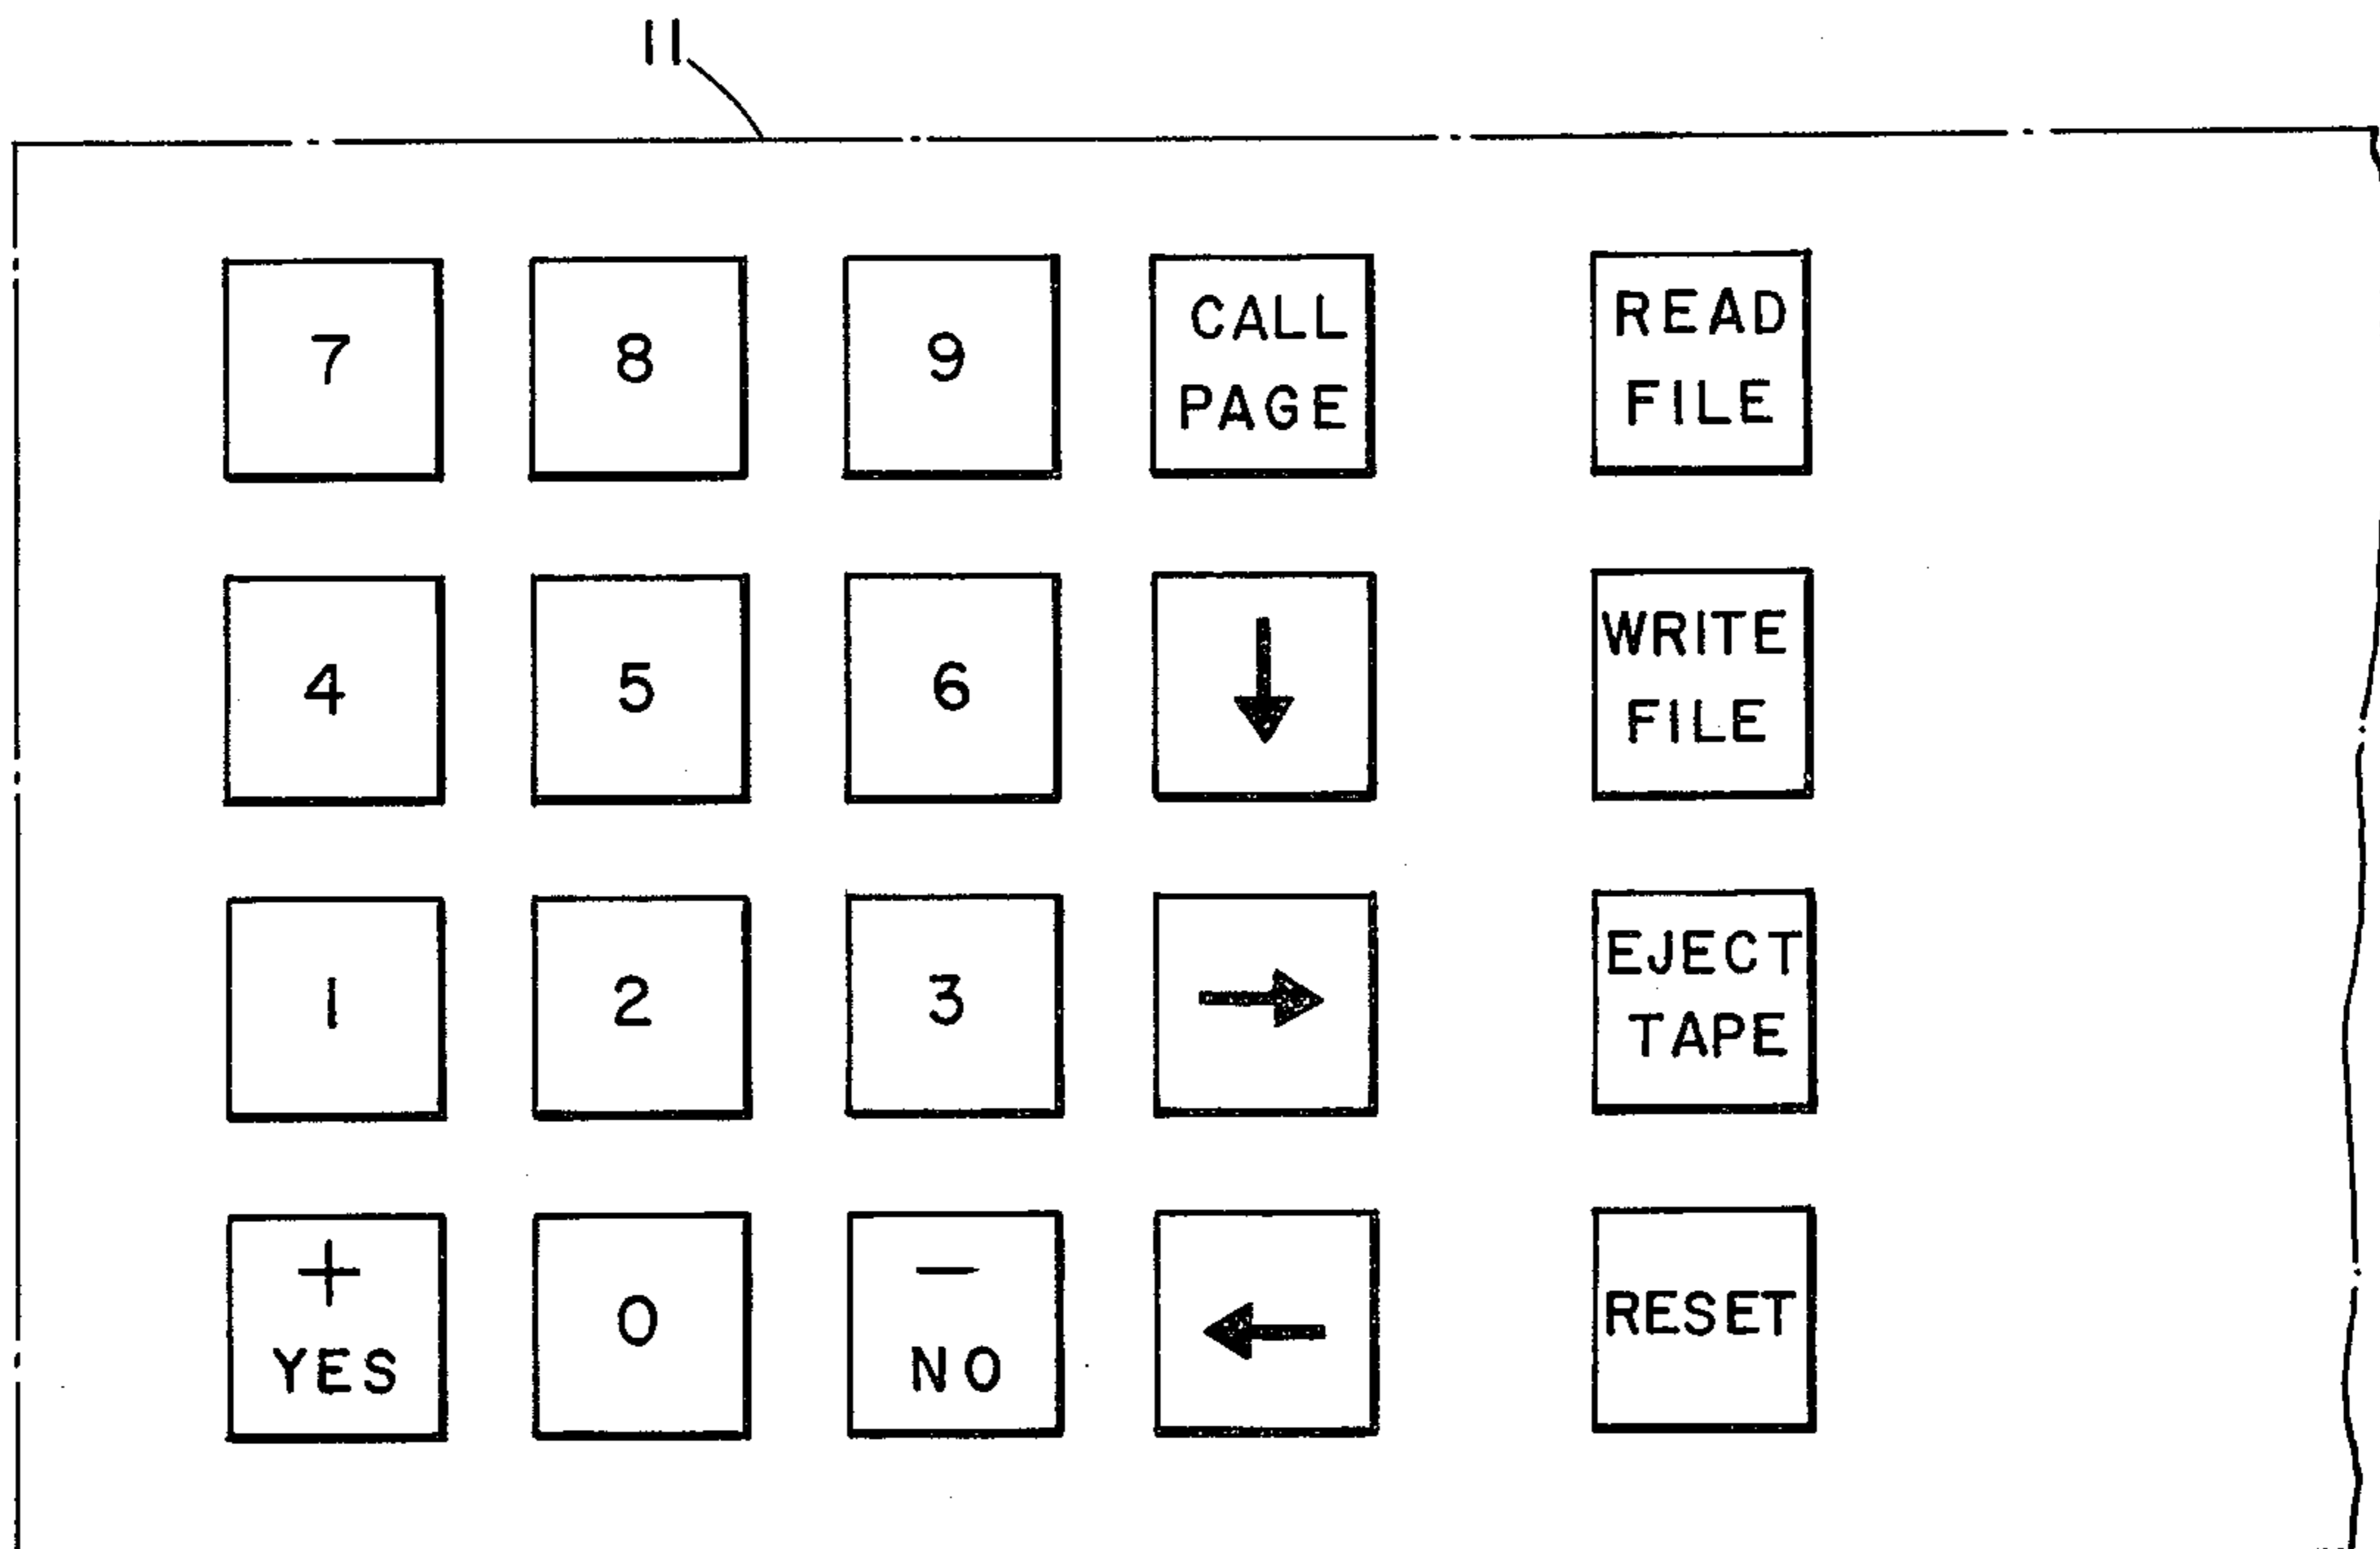 11
7 8 9 CALL PAGE READ FILE
4 5 6 ↓ WRITE FILE
1 2 3 → EJECT TAPE
+ YES 0 − NO ← RESET